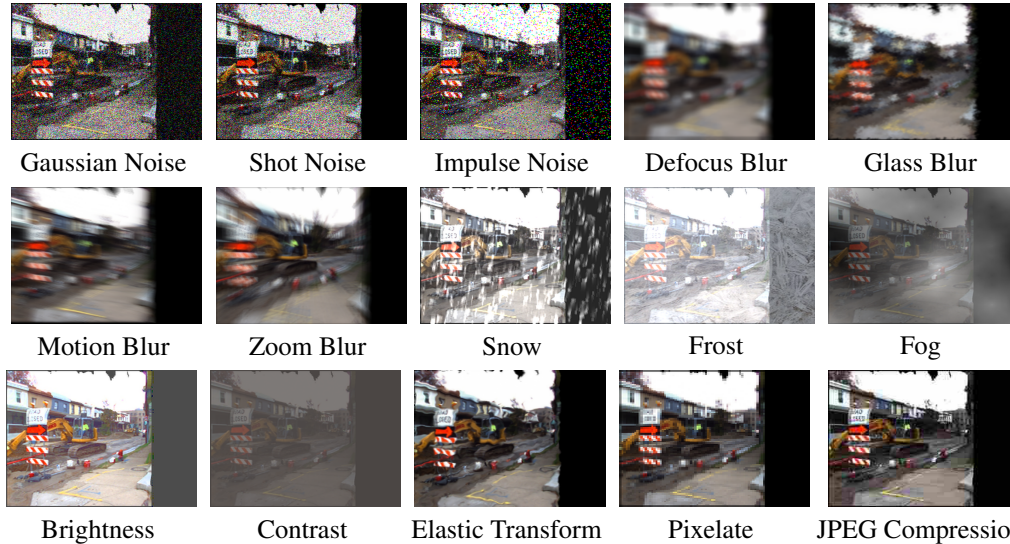 Gaussian Noise
Shot Noise
Impulse Noise
Defocus Blur
Glass Blur
Motion Blur
Zoom Blur
Snow
Frost
Fog
Brightness
Contrast
Elastic Transform
Pixelate
JPEG Compressio